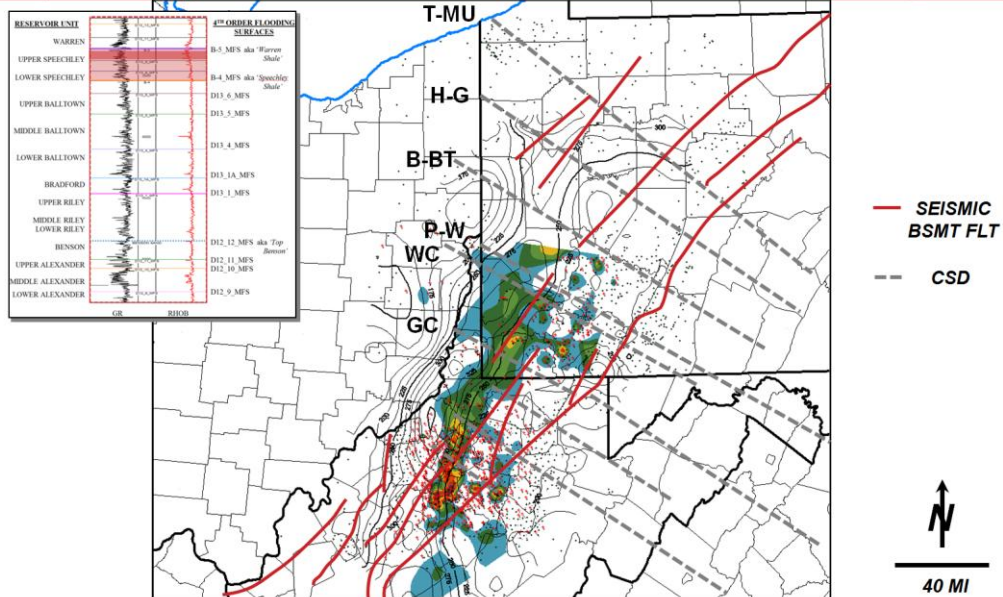 RESERVOIR UNIT
4TH ORDER FLOODING
SURFACES
WARREN
B-5_MFS aka 'Warren
Shale'
UPPER SPEECHLEY
LOWER SPEECHLEY
B-4_MFS aka 'Speechley
Shale'
D13_6_MFS
UPPER BALLTOWN
D13_5_MFS
MIDDLE BALLTOWN
D13_4_MFS
LOWER BALLTOWN
D13_1A_MFS
BRADFORD
D13_1_MFS
UPPER RILEY
MIDDLE RILEY
LOWER RILEY
D12_12_MFS aka 'Top
Benson'
BENSON
D12_11_MFS
UPPER ALEXANDER
D12_10_MFS
MIDDLE ALEXANDER
D12_9_MFS
LOWER ALEXANDER
GR
RHOB
T-MU
H-G
B-BT
P-W
WC
GC
300
SEISMIC
BSMT FLT
CSD
N
40 MI